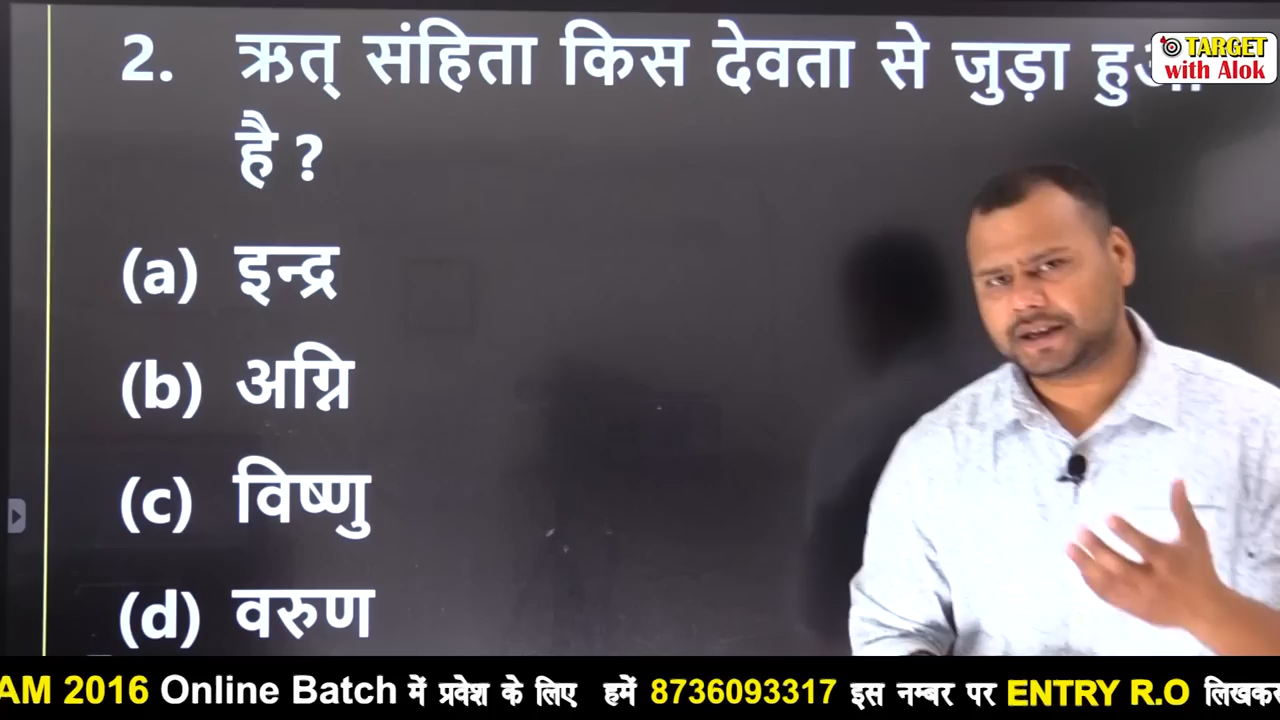 TARGET
with Alok
2. ऋत् संहिता किस देवता से जुड़ा हुआ
है ?
(a) इन्द्र
(b) अग्नि
(c) विष्णु
(d) वरुण
AM 2016 Online Batch में प्रवेश के लिए हमें 8736093317 इस नम्बर पर ENTRY R.O लिखकर